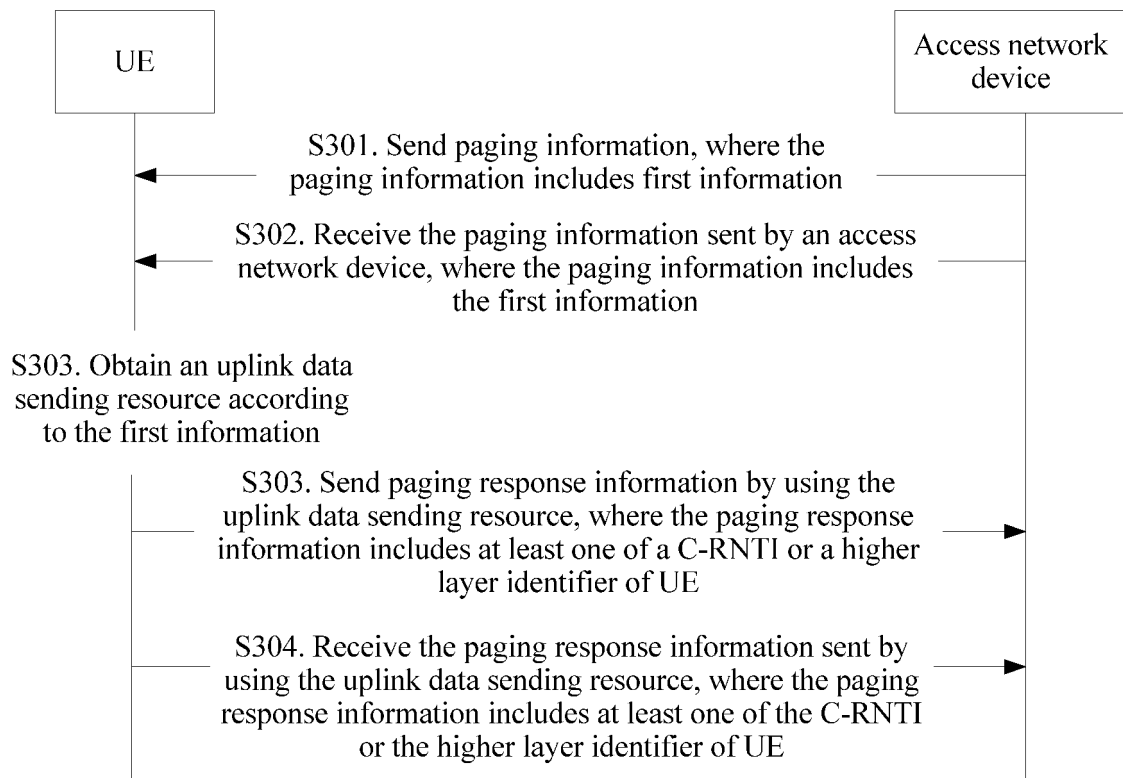 UE
Access network
device
S301. Send paging information, where the
paging information includes first information
S302. Receive the paging information sent by an access
network device, where the paging information includes
the first information
S303. Obtain an uplink data
sending resource according
to the first information
S303. Send paging response information by using the
uplink data sending resource, where the paging response
information includes at least one of a C-RNTI or a higher
layer identifier of UE
S304. Receive the paging response information sent by
using the uplink data sending resource, where the paging
response information includes at least one of the C-RNTI
or the higher layer identifier of UE